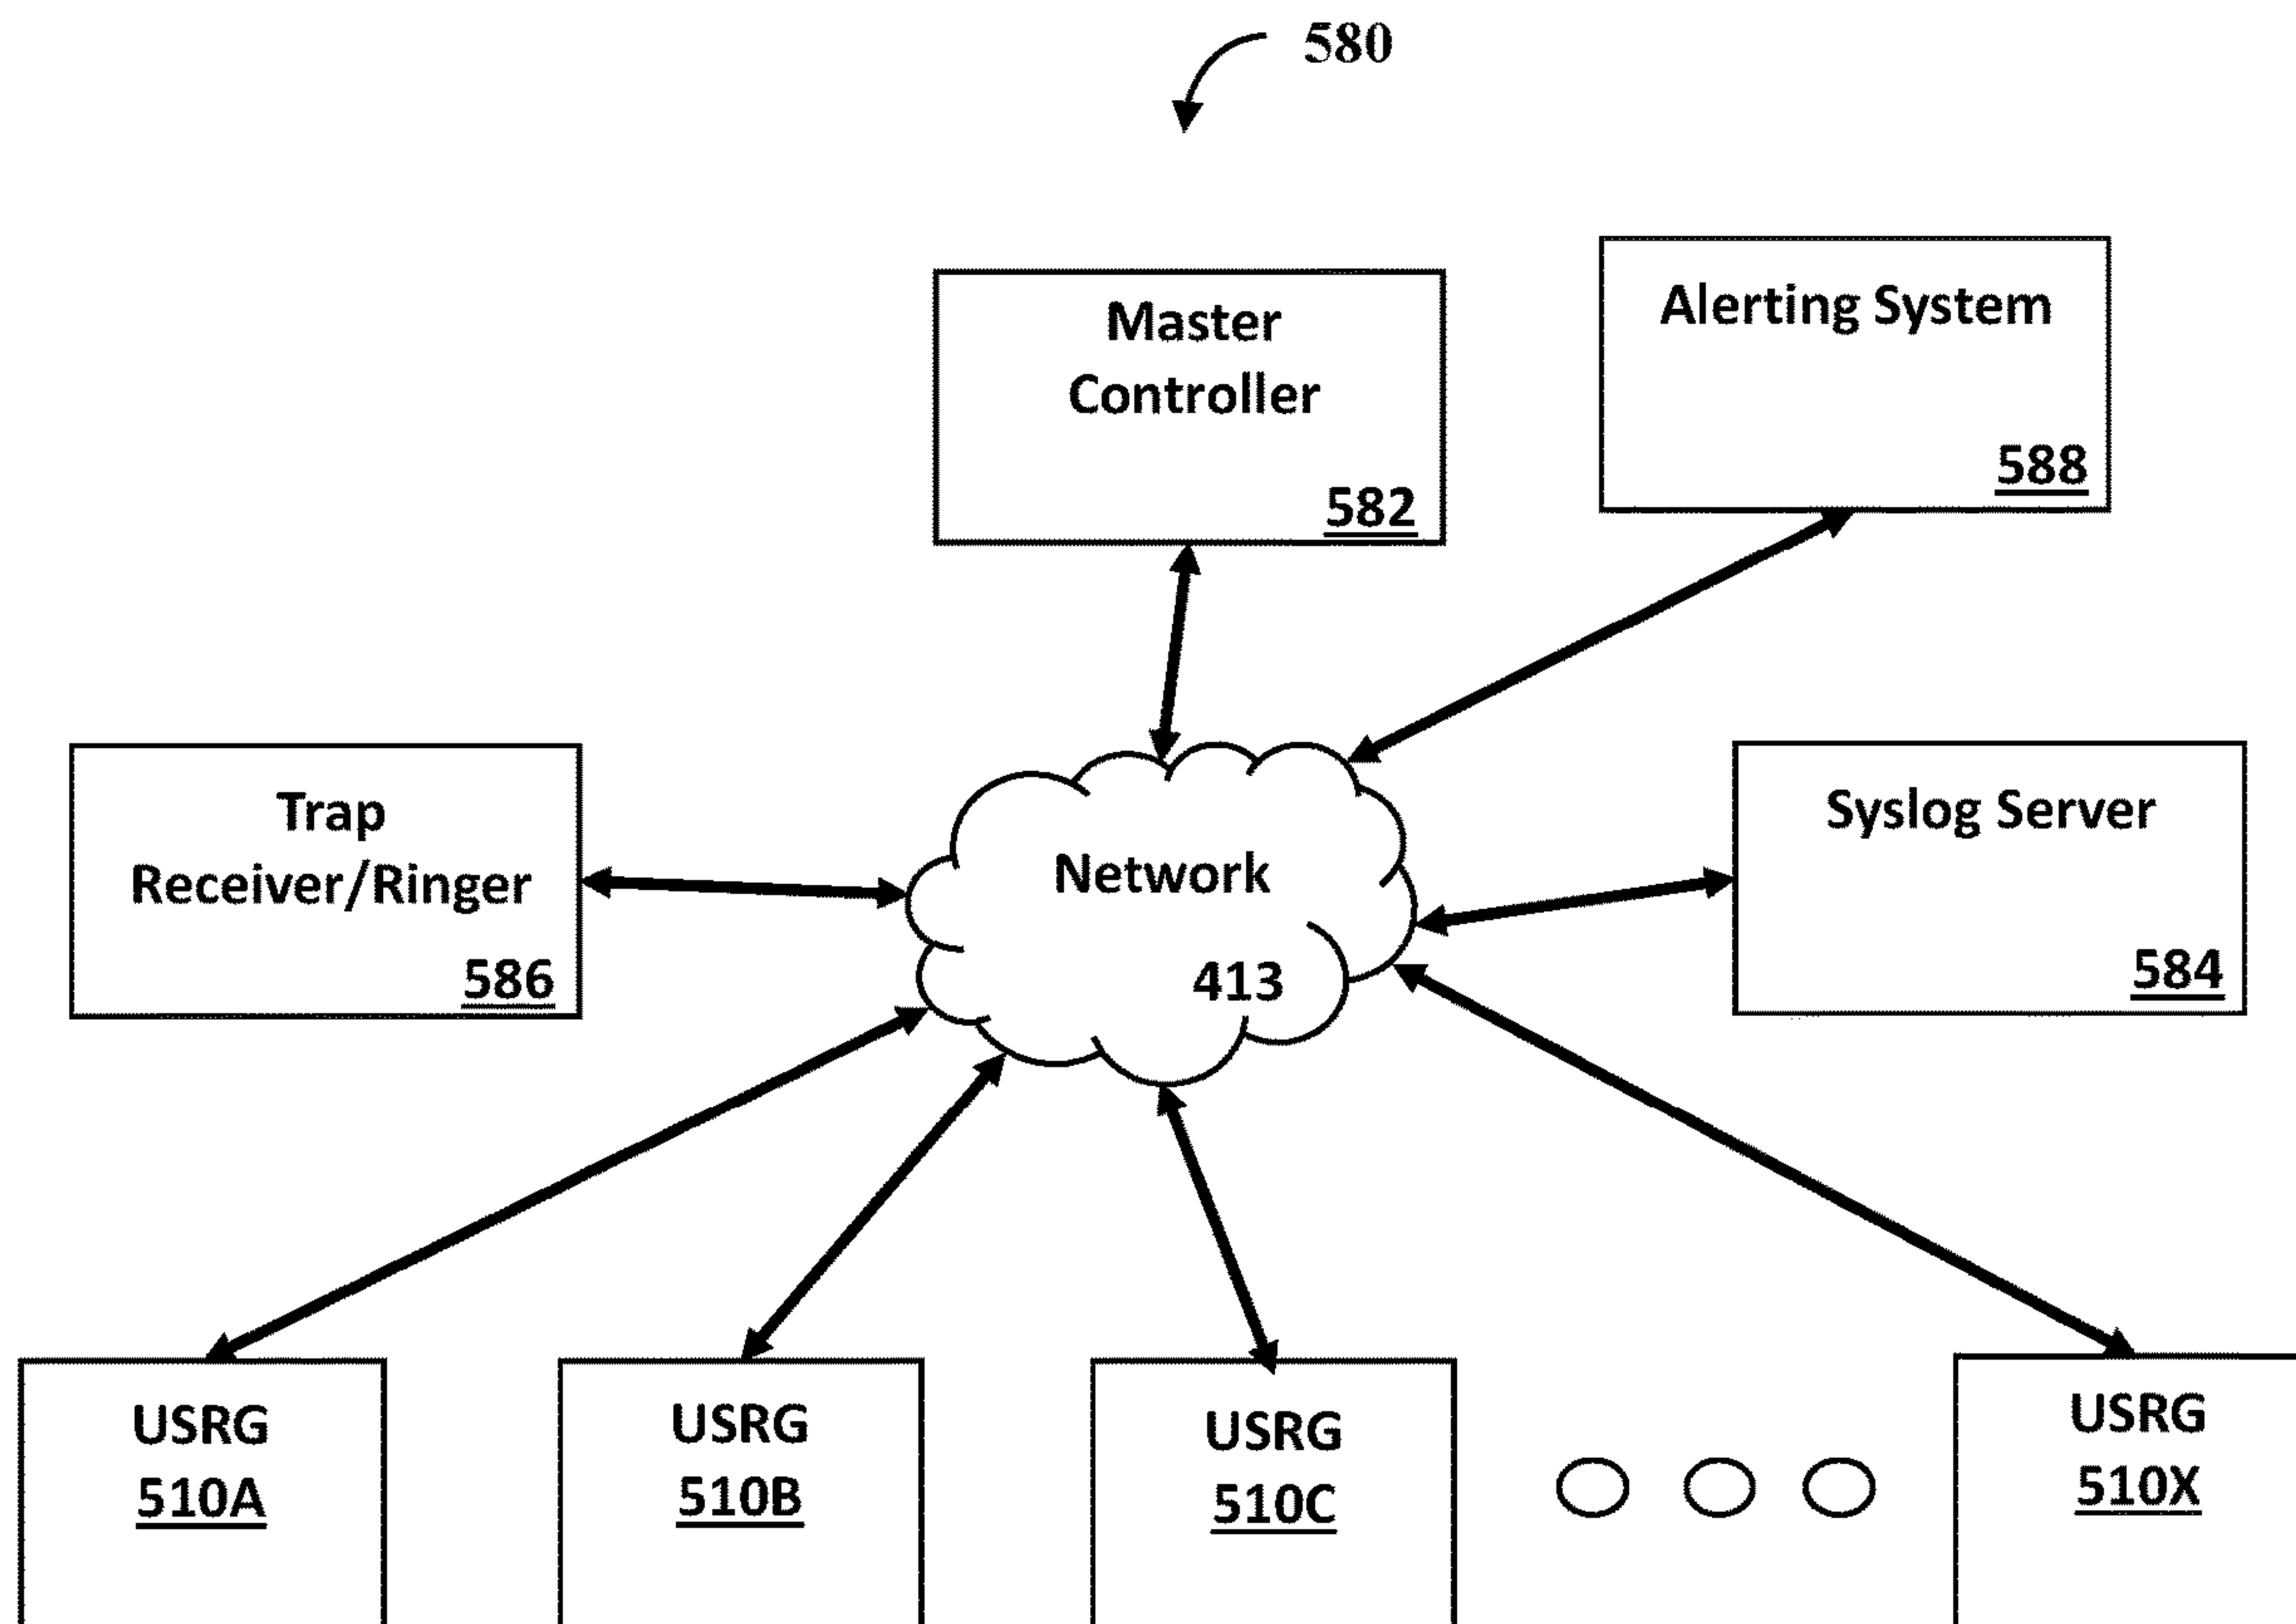 580
Master
Controller
582
Alerting System
588
Trap
Receiver/Ringer
586
Network
413
Syslog Server
584
USRG
510A
USRG
510B
USRG
510C
USRG
510X